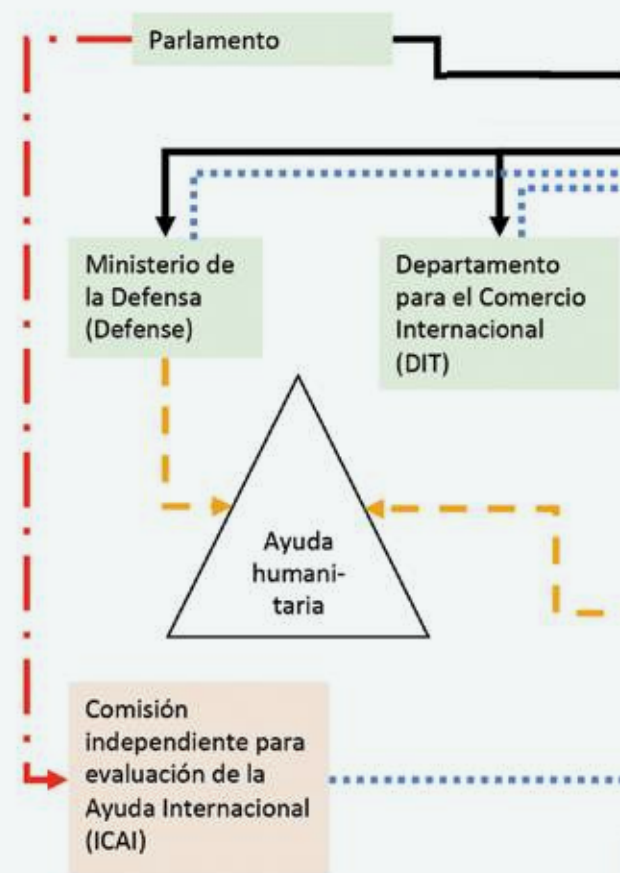 Parlamento
Ministerio de
la Defensa
(Defense)
Departamento
para el Comercio
Internacional
(DIT)
Ayuda
humani-
taria
Comisión
independiente para
evaluación de la
Ayuda Internacional
(ICAI)